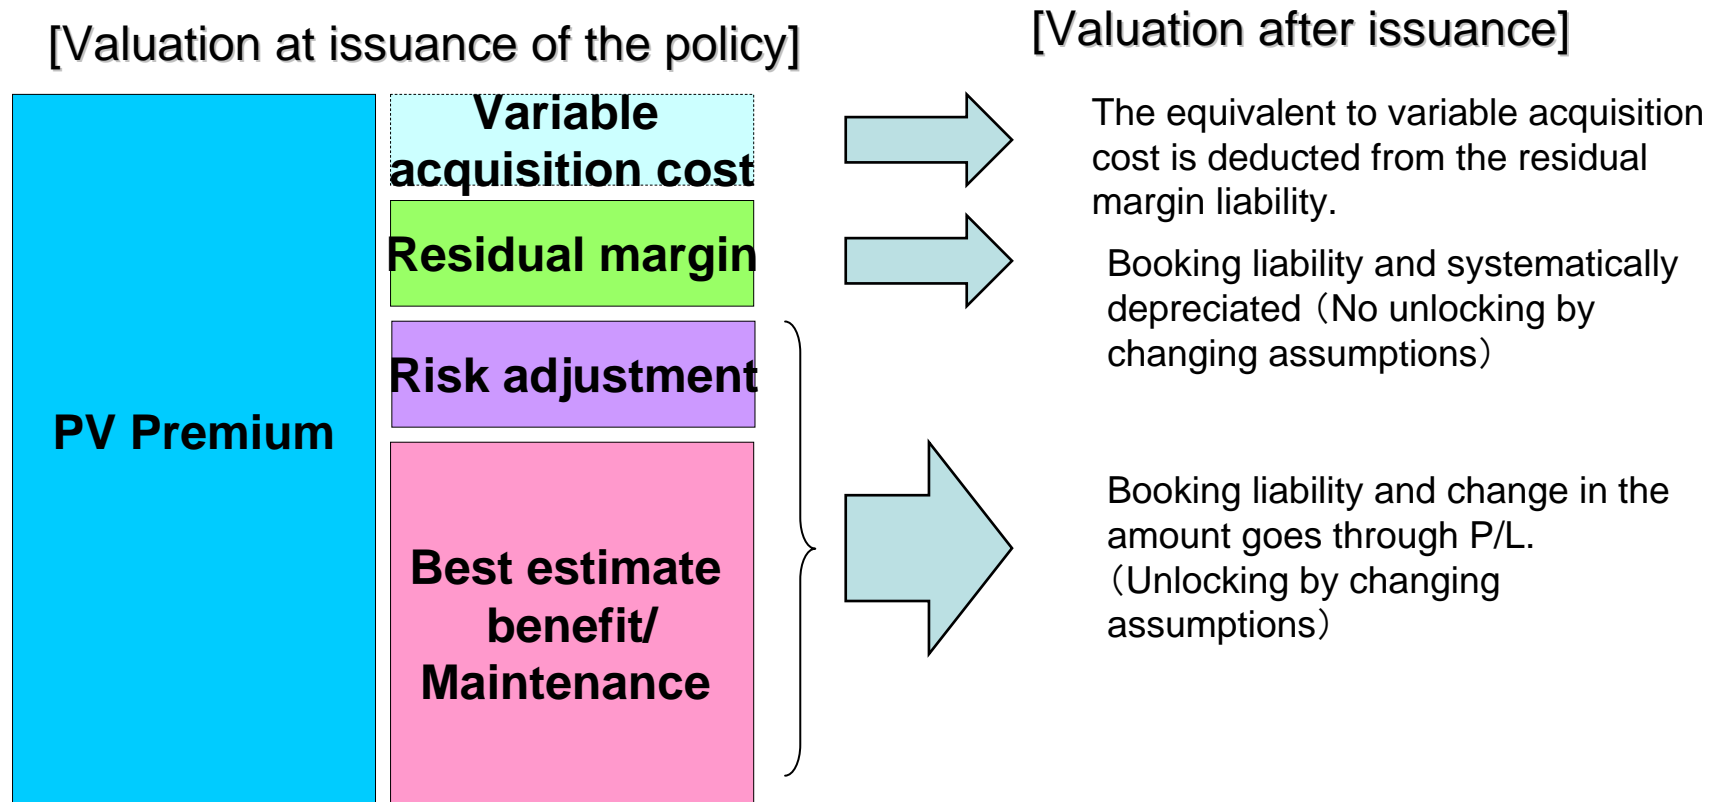 [Valuation at issuance of the policy]
[Valuation after issuance]
PV Premium
Variable
acquisition cost
Residual margin
Risk adjustment
Best estimate
benefit/
Maintenance
The equivalent to variable acquisition
cost is deducted from the residual
margin liability.
Booking liability and systematically
depreciated（No unlocking by
changing assumptions）
Booking liability and change in the
amount goes through P/L.
（Unlocking by changing
assumptions）